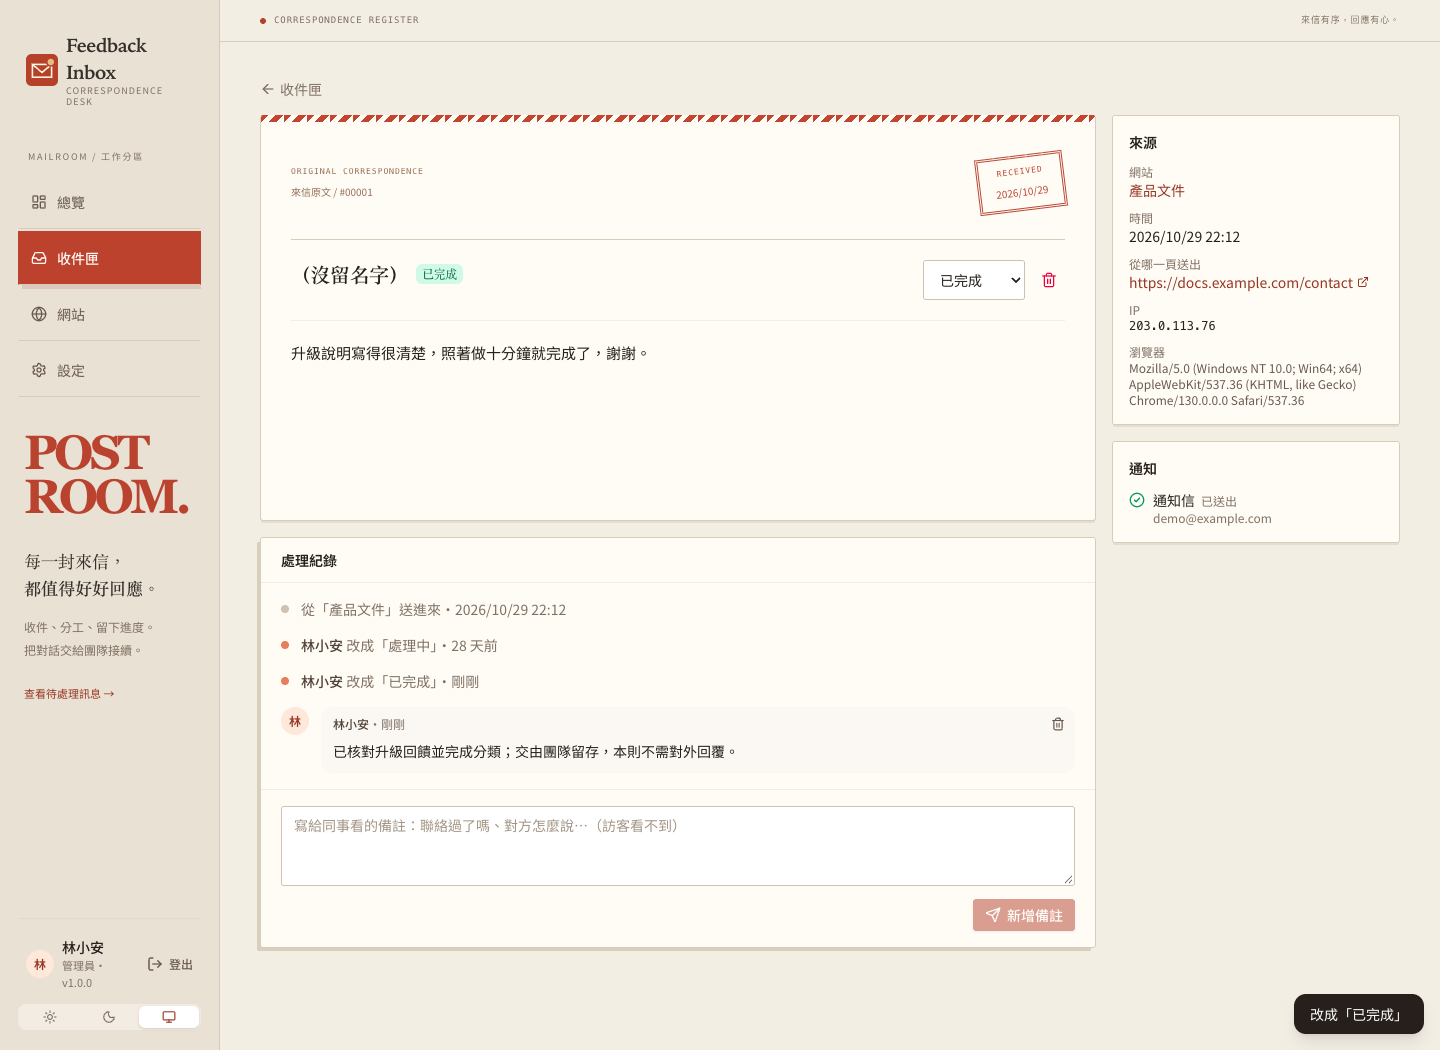 Feedback
Inbox
CORRESPONDENCE
DESK
MAILROOM / 工作分區
總覽
收件匣
網站
設定
POST
ROOM.
每一封來信，
都值得好好回應。
收件、分工、留下進度。
把對話交給團隊接續。
查看待處理訊息 →
林
林小安
管理員・
v1.0.0
登出
CORRESPONDENCE REGISTER
來信有序，回應有心。
收件匣
ORIGINAL CORRESPONDENCE
來信原文 / #00001
RECEIVED
2026/10/29
（沒留名字）
已完成
已完成
升級說明寫得很清楚，照著做十分鐘就完成了，謝謝。
處理紀錄
從「產品文件」送進來・2026/10/29 22:12
林小安 改成「處理中」・28 天前
林小安 改成「已完成」・剛剛
林
林小安・剛剛
已核對升級回饋並完成分類；交由團隊留存，本則不需對外回覆。
寫給同事看的備註：聯絡過了嗎、對方怎麼說…（訪客看不到）
新增備註
來源
網站
產品文件
時間
2026/10/29 22:12
從哪一頁送出
https://docs.example.com/contact
IP
203.0.113.76
瀏覽器
Mozilla/5.0 (Windows NT 10.0; Win64; x64)
AppleWebKit/537.36 (KHTML, like Gecko)
Chrome/130.0.0.0 Safari/537.36
通知
通知信 已送出
demo@example.com
改成「已完成」